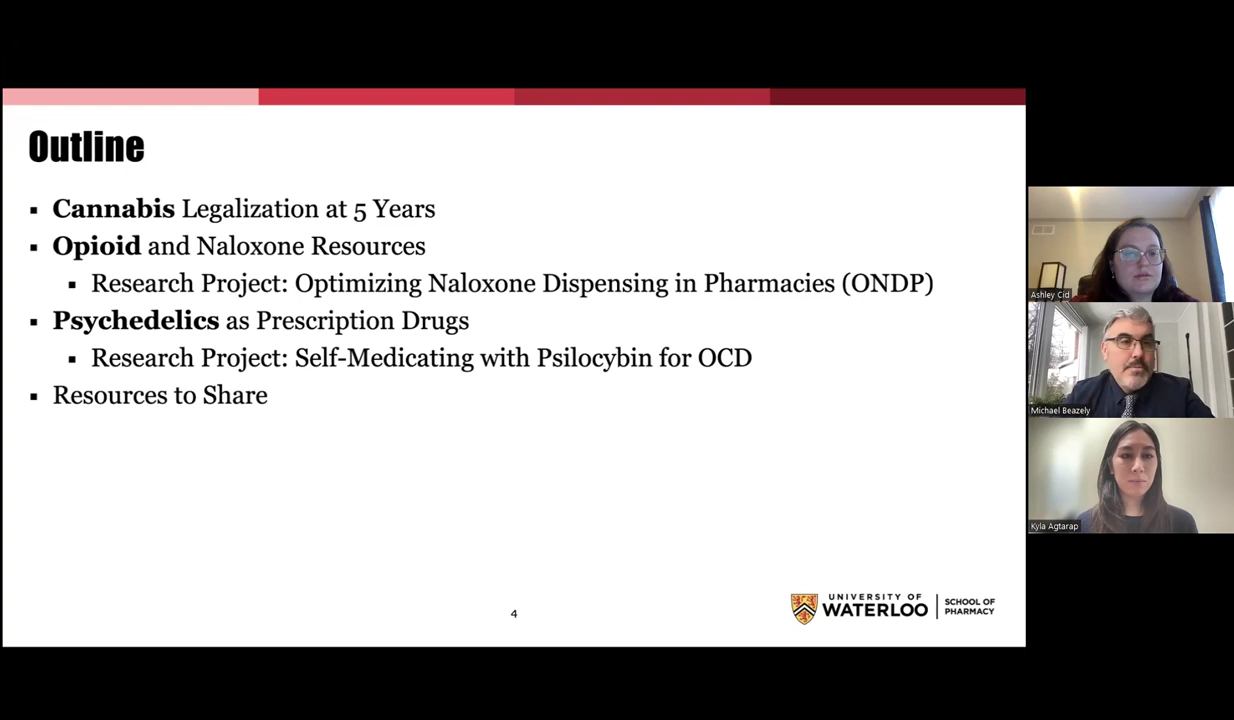 Outline
▪ Cannabis Legalization at 5 Years
▪ Opioid and Naloxone Resources
▪ Research Project: Optimizing Naloxone Dispensing in Pharmacies (ONDP)
▪ Psychedelics as Prescription Drugs
▪ Research Project: Self-Medicating with Psilocybin for OCD
▪ Resources to Share
4
UNIVERSITY OF
WATERLOO
SCHOOL OF
PHARMACY
Ashley Cid
Michael Beazely
Kyla Agtarap